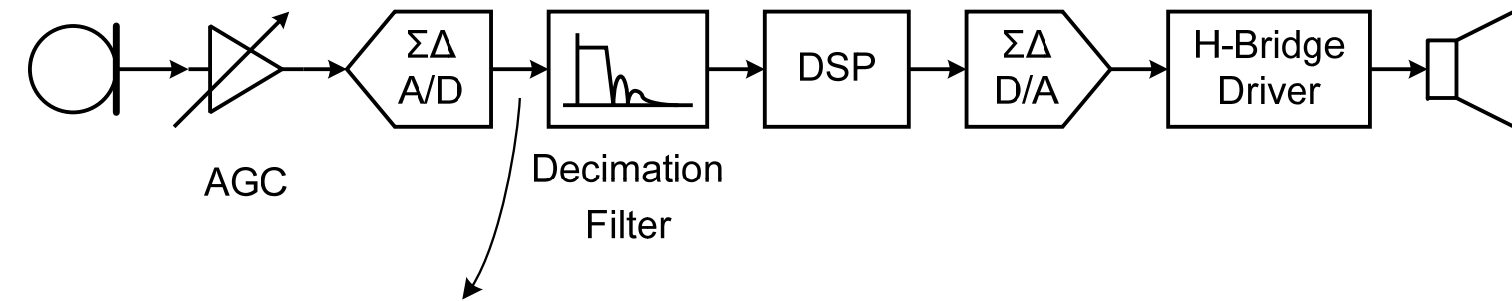 ΣΔ
A/D
DSP
ΣΔ
D/A
H-Bridge
Driver
AGC
Decimation
Filter